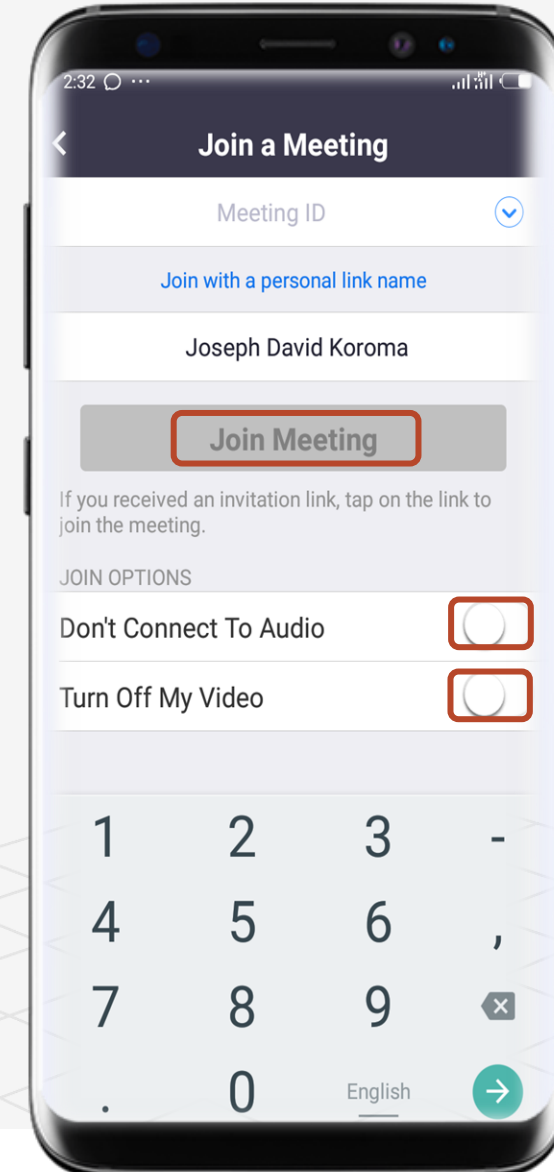 2:32
Join a Meeting
Meeting ID
Join with a personal link name
Joseph David Koroma
Join Meeting
If you received an invitation link, tap on the link to
join the meeting.
JOIN OPTIONS
Don't Connect To Audio
Turn Off My Video
1 2 3 -
4 5 6 ,
7 8 9
. 0 English